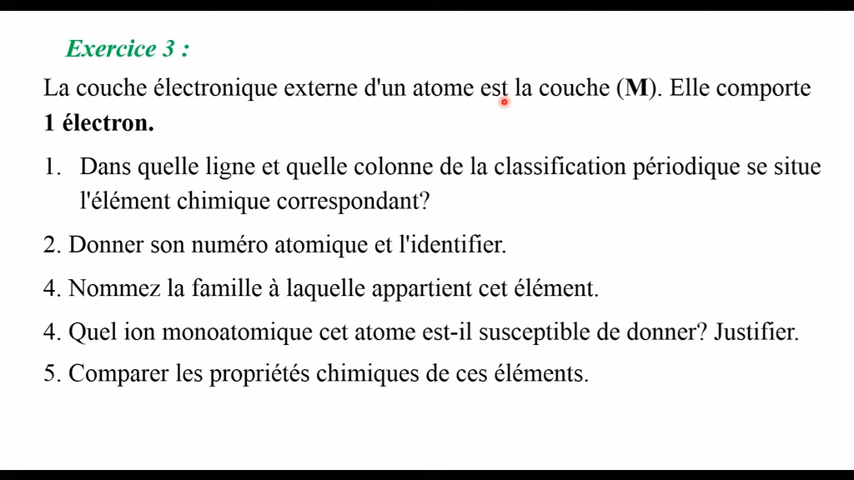 Exercice 3 :
La couche électronique externe d'un atome est la couche (M). Elle comporte
1 électron.
1. Dans quelle ligne et quelle colonne de la classification périodique se situe
l'élément chimique correspondant?
2. Donner son numéro atomique et l'identifier.
4. Nommez la famille à laquelle appartient cet élément.
4. Quel ion monoatomique cet atome est-il susceptible de donner? Justifier.
5. Comparer les propriétés chimiques de ces éléments.